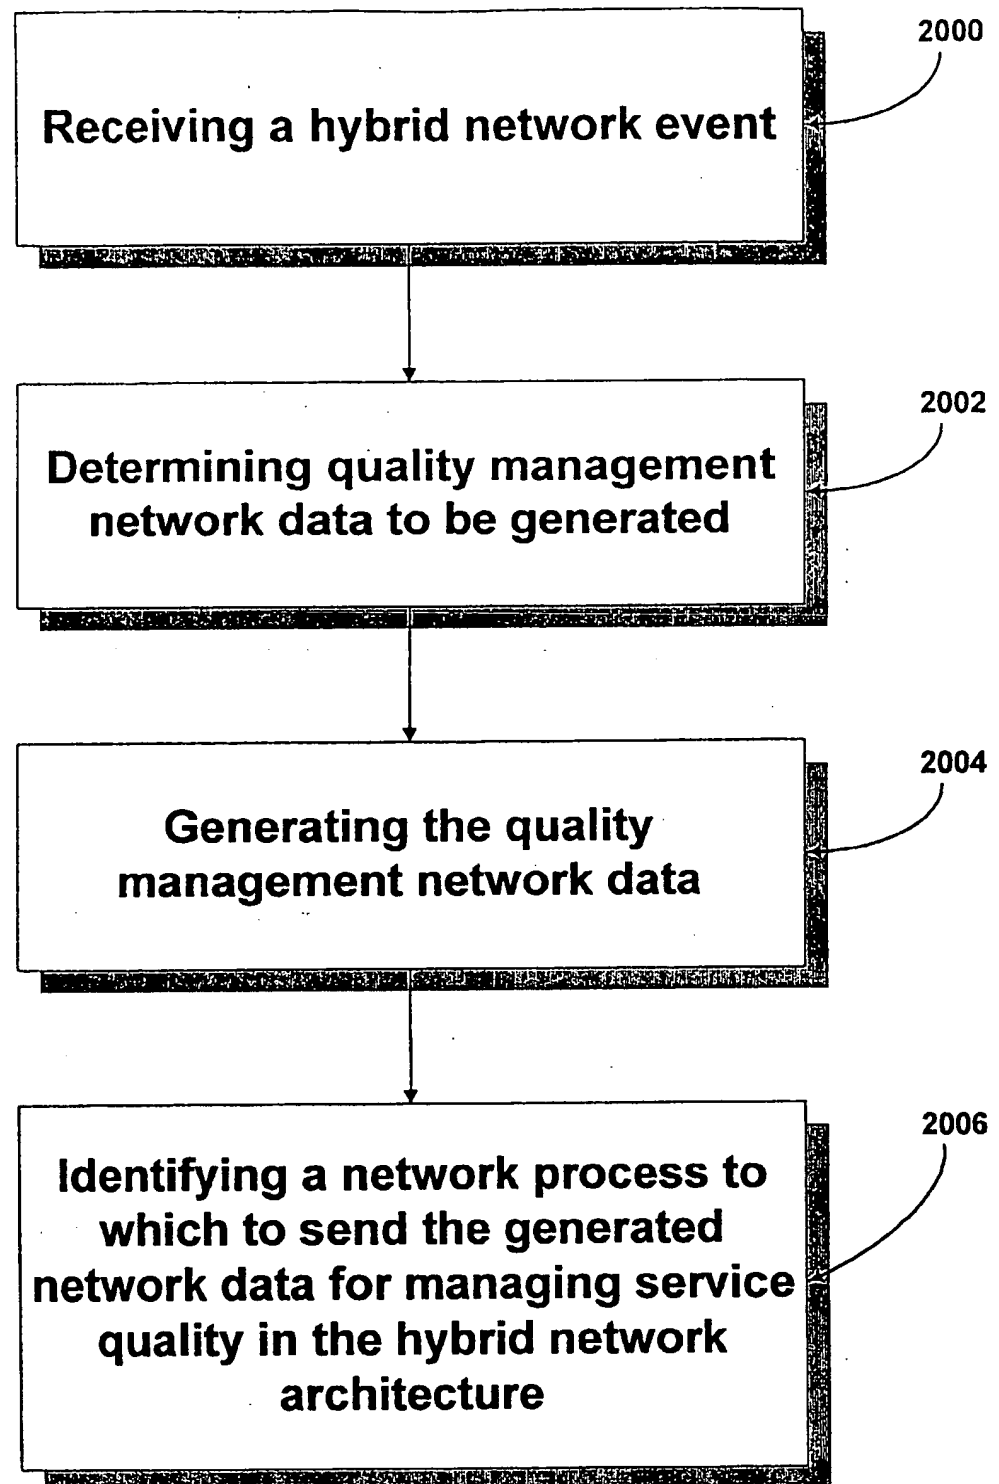 2000
Receiving a hybrid network event
2002
Determining quality management
network data to be generated
2004
Generating the quality
management network data
2006
Identifying a network process to
which to send the generated
network data for managing service
quality in the hybrid network
architecture